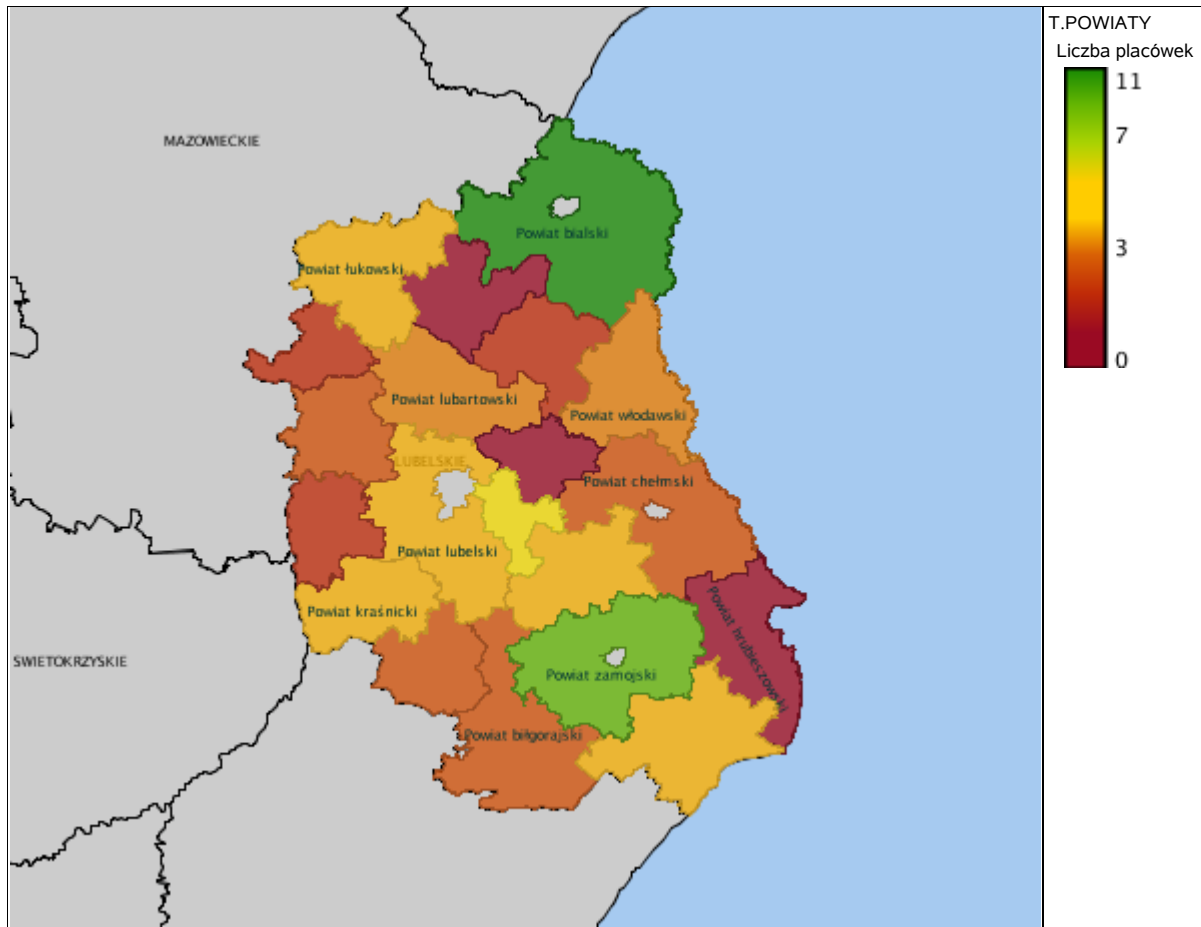 T.POWIATY
Liczba placówek
11
7
3
0
MAZOWIECKIE
Powiat bialski
Powiat łukowski
Powiat lubartowski
Powiat włodawski
LUBELSKIE
Powiat chełmski
Powiat lubelski
Powiat kraśnicki
Powiat hrubieszowski
SWIETOKRZYSKIE
Powiat zamojski
Powiat biłgorajski